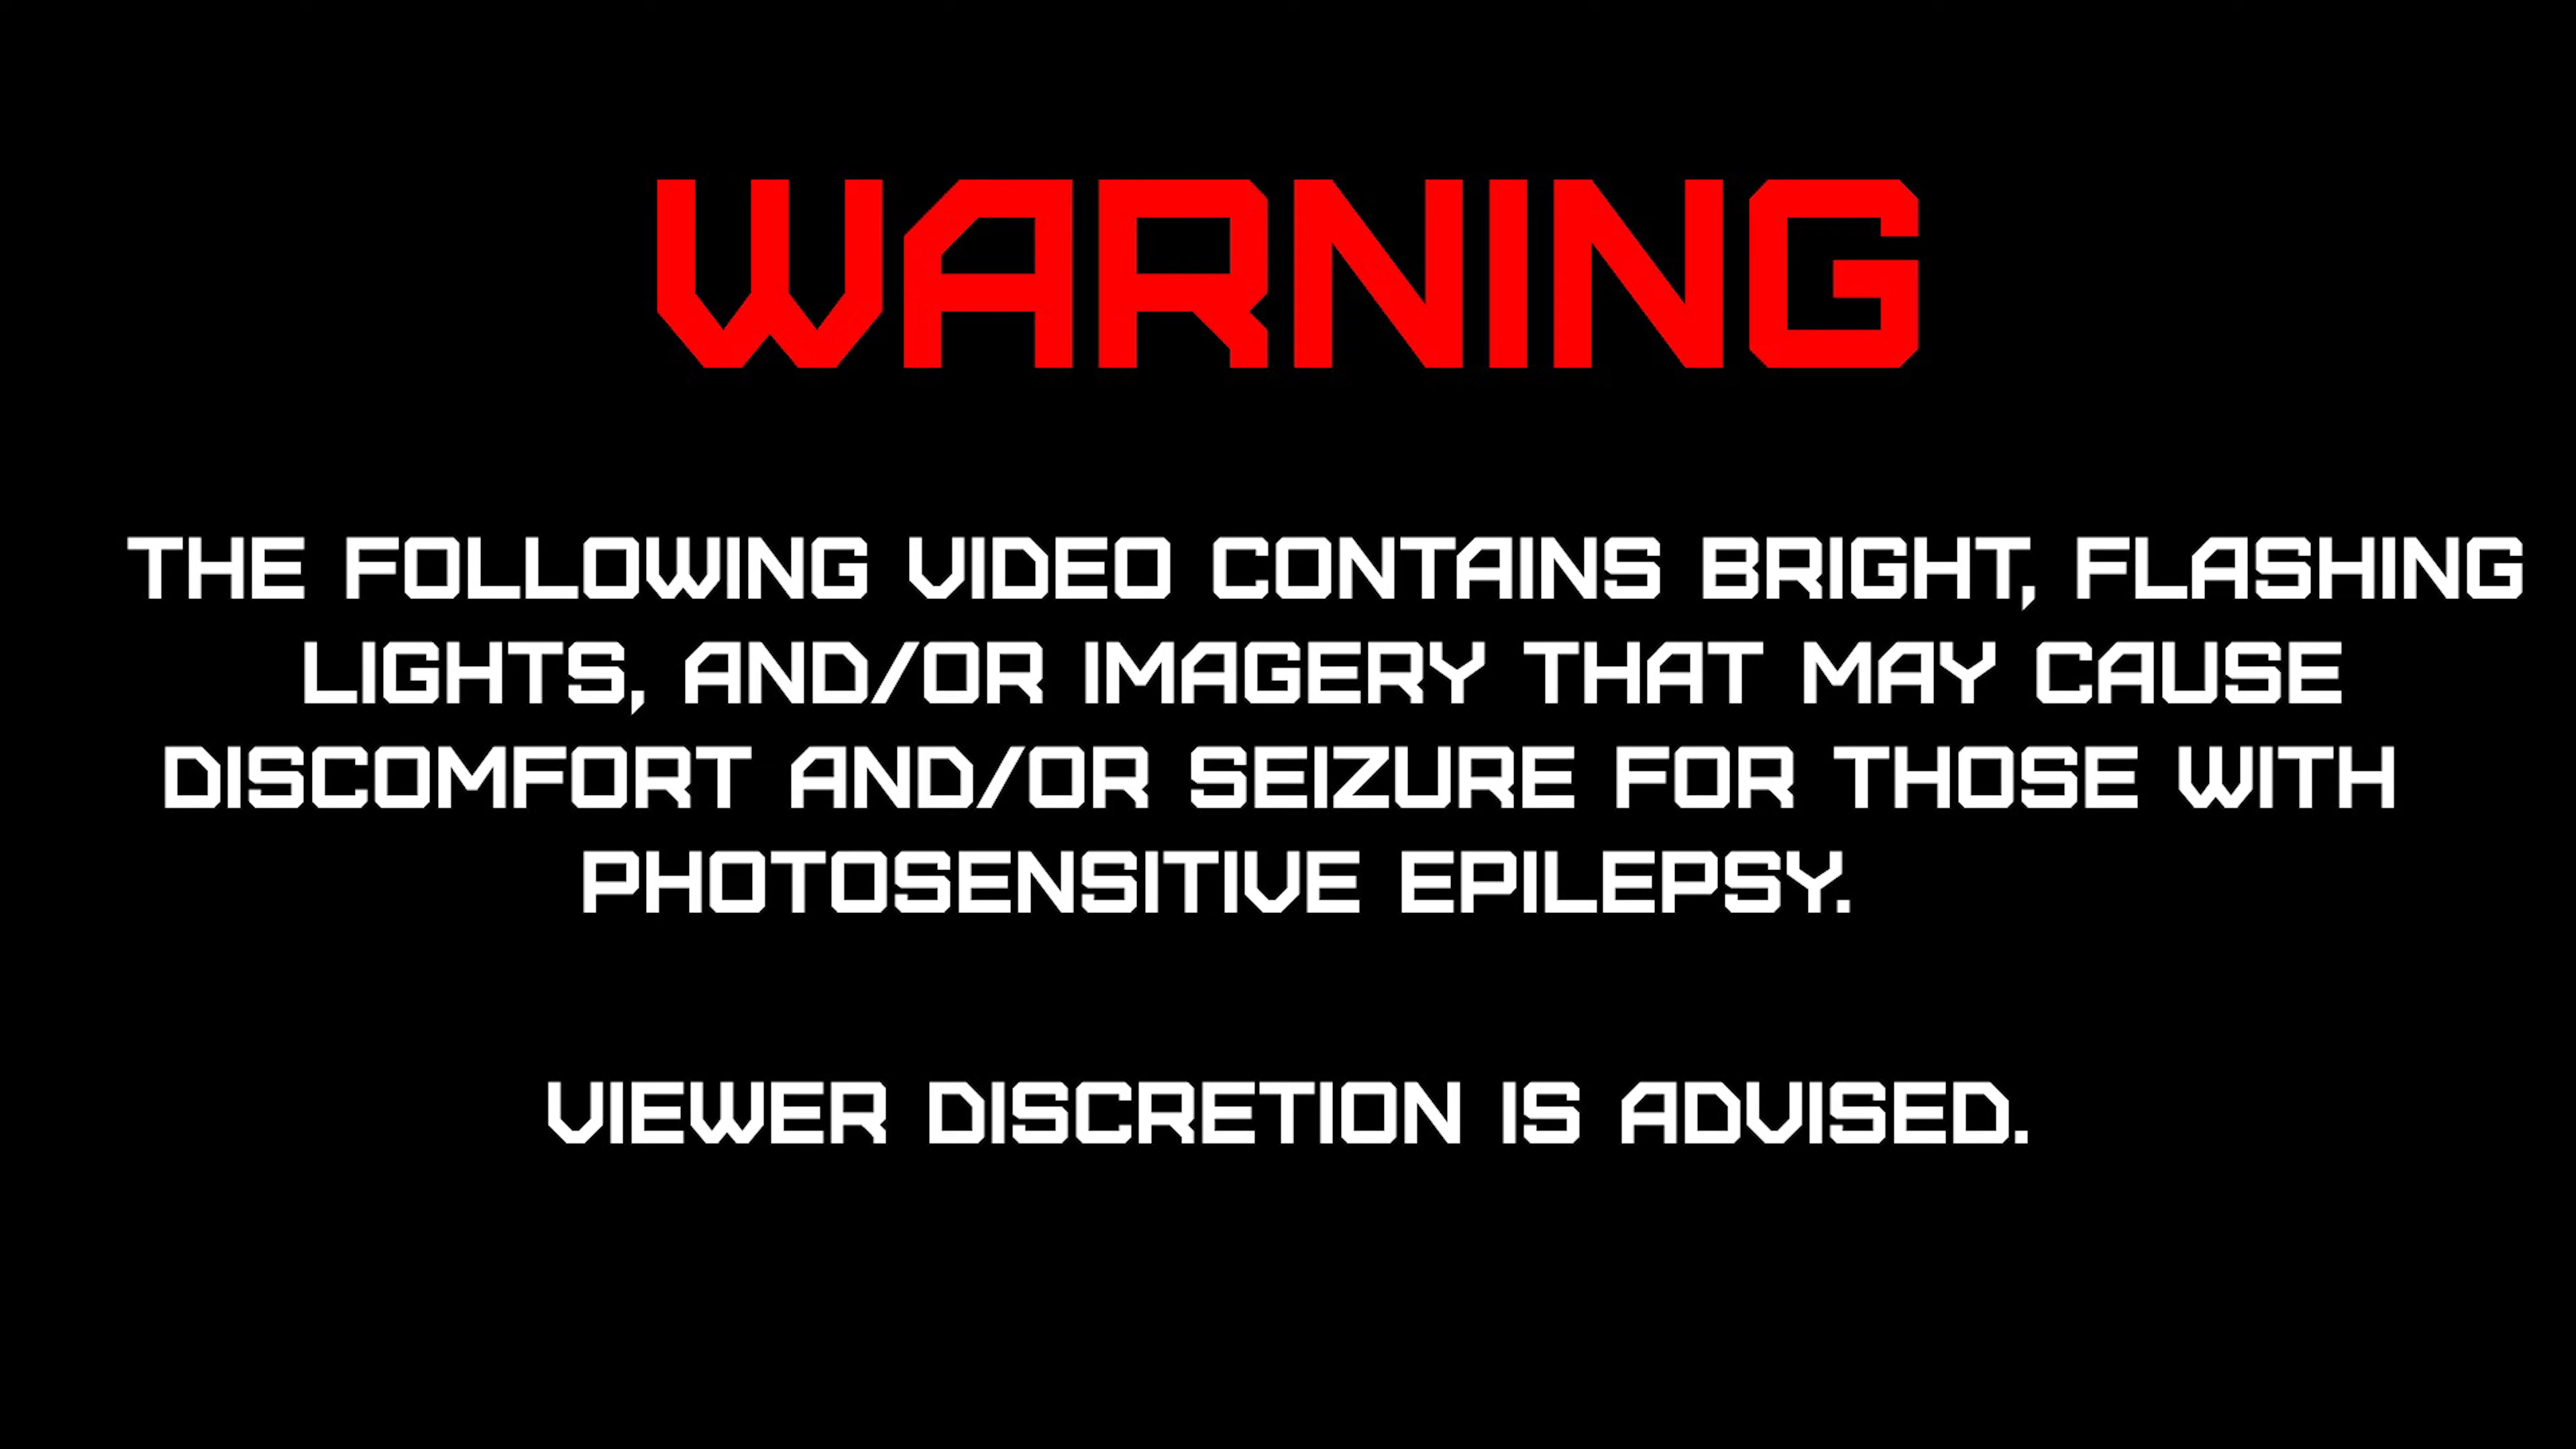 WARNING
THE FOLLOWING VIDEO CONTAINS BRIGHT, FLASHING
LIGHTS, AND/OR IMAGERY THAT MAY CAUSE
DISCOMFORT AND/OR SEIZURE FOR THOSE WITH
PHOTOSENSITIVE EPILEPSY.
VIEWER DISCRETION IS ADVISED.